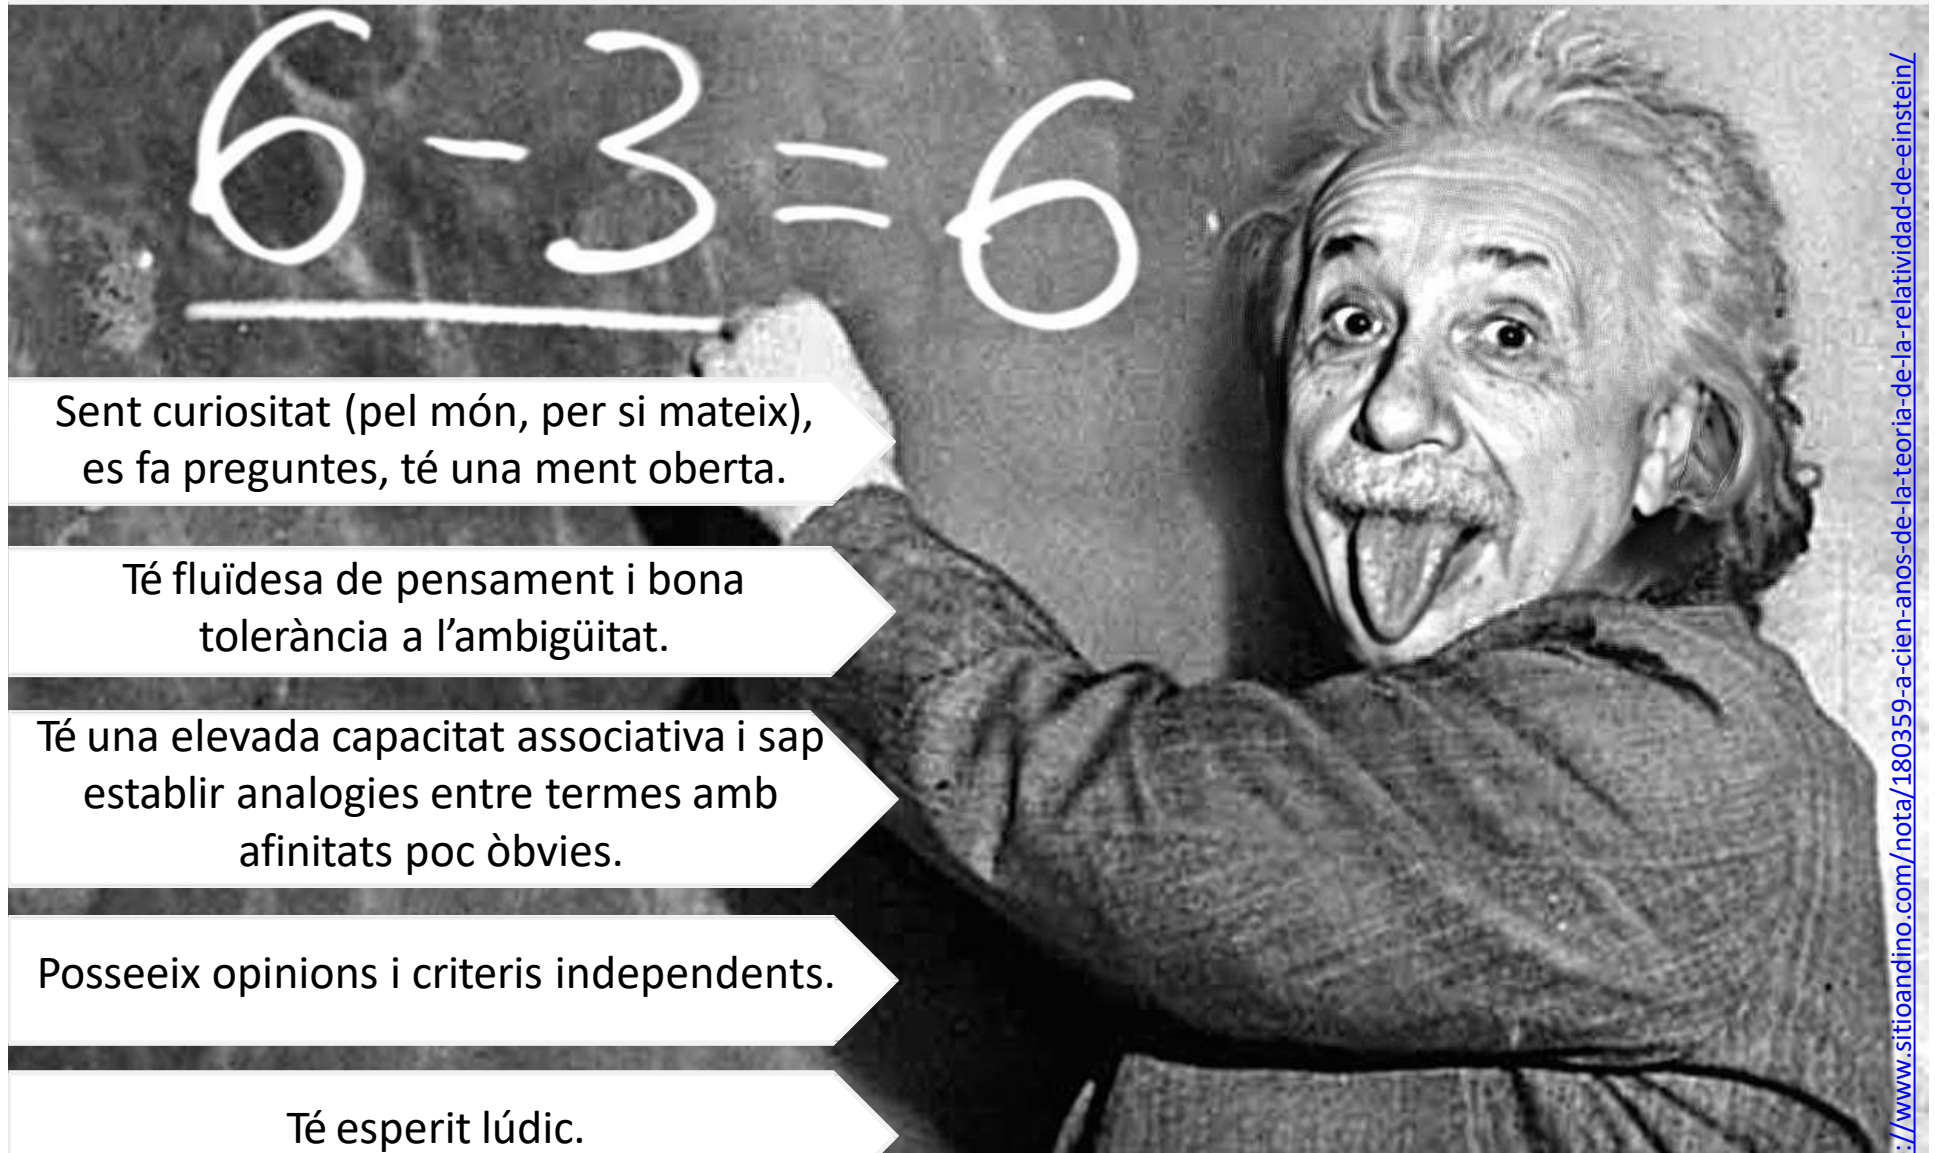 6-3=6
Sent curiositat (pel món, per si mateix),
es fa preguntes, té una ment oberta.
Té fluïdesa de pensament i bona
tolerància a l’ambigüitat.
Té una elevada capacitat associativa i sap
establir analogies entre termes amb
afinitats poc òbvies.
Posseeix opinions i criteris independents.
Té esperit lúdic.
://www.sitioandino.com/nota/180359-a-cien-anos-de-la-teoria-de-la-relatividad-de-einstein/